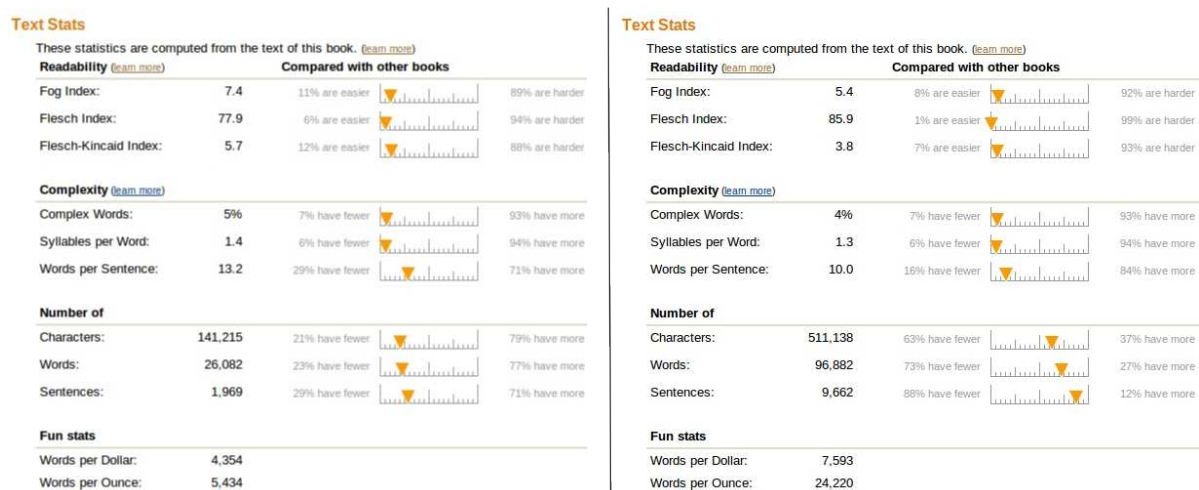 Text Stats
These statistics are computed from the text of this book. (learn more)
Readability (learn more) Compared with other books
Fog Index: 7.4 11% are easier 89% are harder
Flesch Index: 77.9 6% are easier 94% are harder
Flesch-Kincaid Index: 5.7 12% are easier 88% are harder
Complexity (learn more)
Complex Words: 5% 7% have fewer 93% have more
Syllables per Word: 1.4 6% have fewer 94% have more
Words per Sentence: 13.2 29% have fewer 71% have more
Number of
Characters: 141,215 21% have fewer 79% have more
Words: 26,082 23% have fewer 77% have more
Sentences: 1,969 29% have fewer 71% have more
Fun stats
Words per Dollar: 4,354
Words per Ounce: 5,434
Text Stats
These statistics are computed from the text of this book. (learn more)
Readability (learn more) Compared with other books
Fog Index: 5.4 8% are easier 92% are harder
Flesch Index: 85.9 1% are easier 99% are harder
Flesch-Kincaid Index: 3.8 7% are easier 93% are harder
Complexity (learn more)
Complex Words: 4% 7% have fewer 93% have more
Syllables per Word: 1.3 6% have fewer 94% have more
Words per Sentence: 10.0 16% have fewer 84% have more
Number of
Characters: 511,138 63% have fewer 37% have more
Words: 96,882 73% have fewer 27% have more
Sentences: 9,662 88% have fewer 12% have more
Fun stats
Words per Dollar: 7,593
Words per Ounce: 24,220